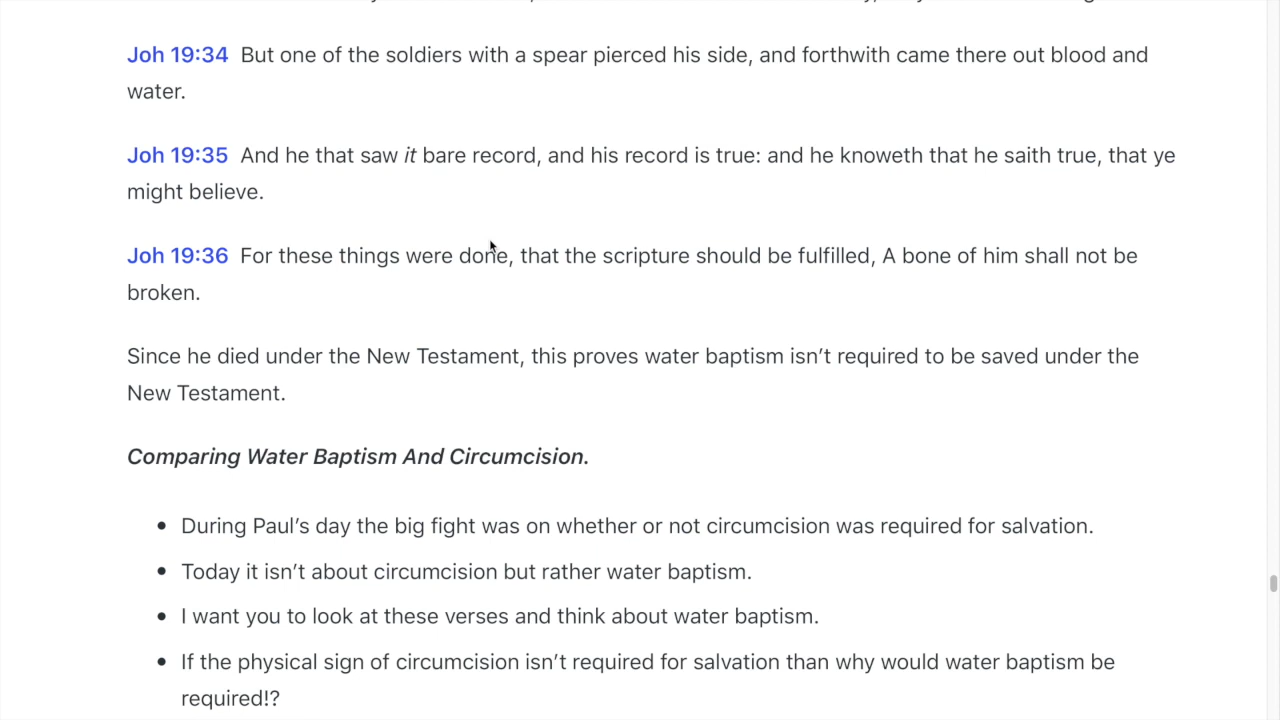 Joh 19:34 But one of the soldiers with a spear pierced his side, and forthwith came there out blood and
water.
Joh 19:35 And he that saw it bare record, and his record is true: and he knoweth that he saith true, that ye
might believe.
Joh 19:36 For these things were done, that the scripture should be fulfilled, A bone of him shall not be
broken.
Since he died under the New Testament, this proves water baptism isn’t required to be saved under the
New Testament.
Comparing Water Baptism And Circumcision.
• During Paul’s day the big fight was on whether or not circumcision was required for salvation.
• Today it isn’t about circumcision but rather water baptism.
• I want you to look at these verses and think about water baptism.
• If the physical sign of circumcision isn’t required for salvation than why would water baptism be
required!?